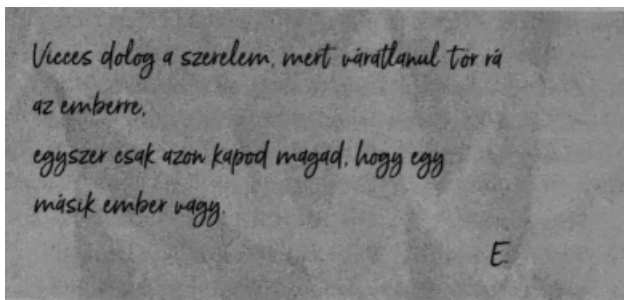 Vicces dolog a szerelem, mert váratlanul tör rá
az emberre,
egyszer csak azon kapod magad, hogy egy
másik ember vagy.
E.